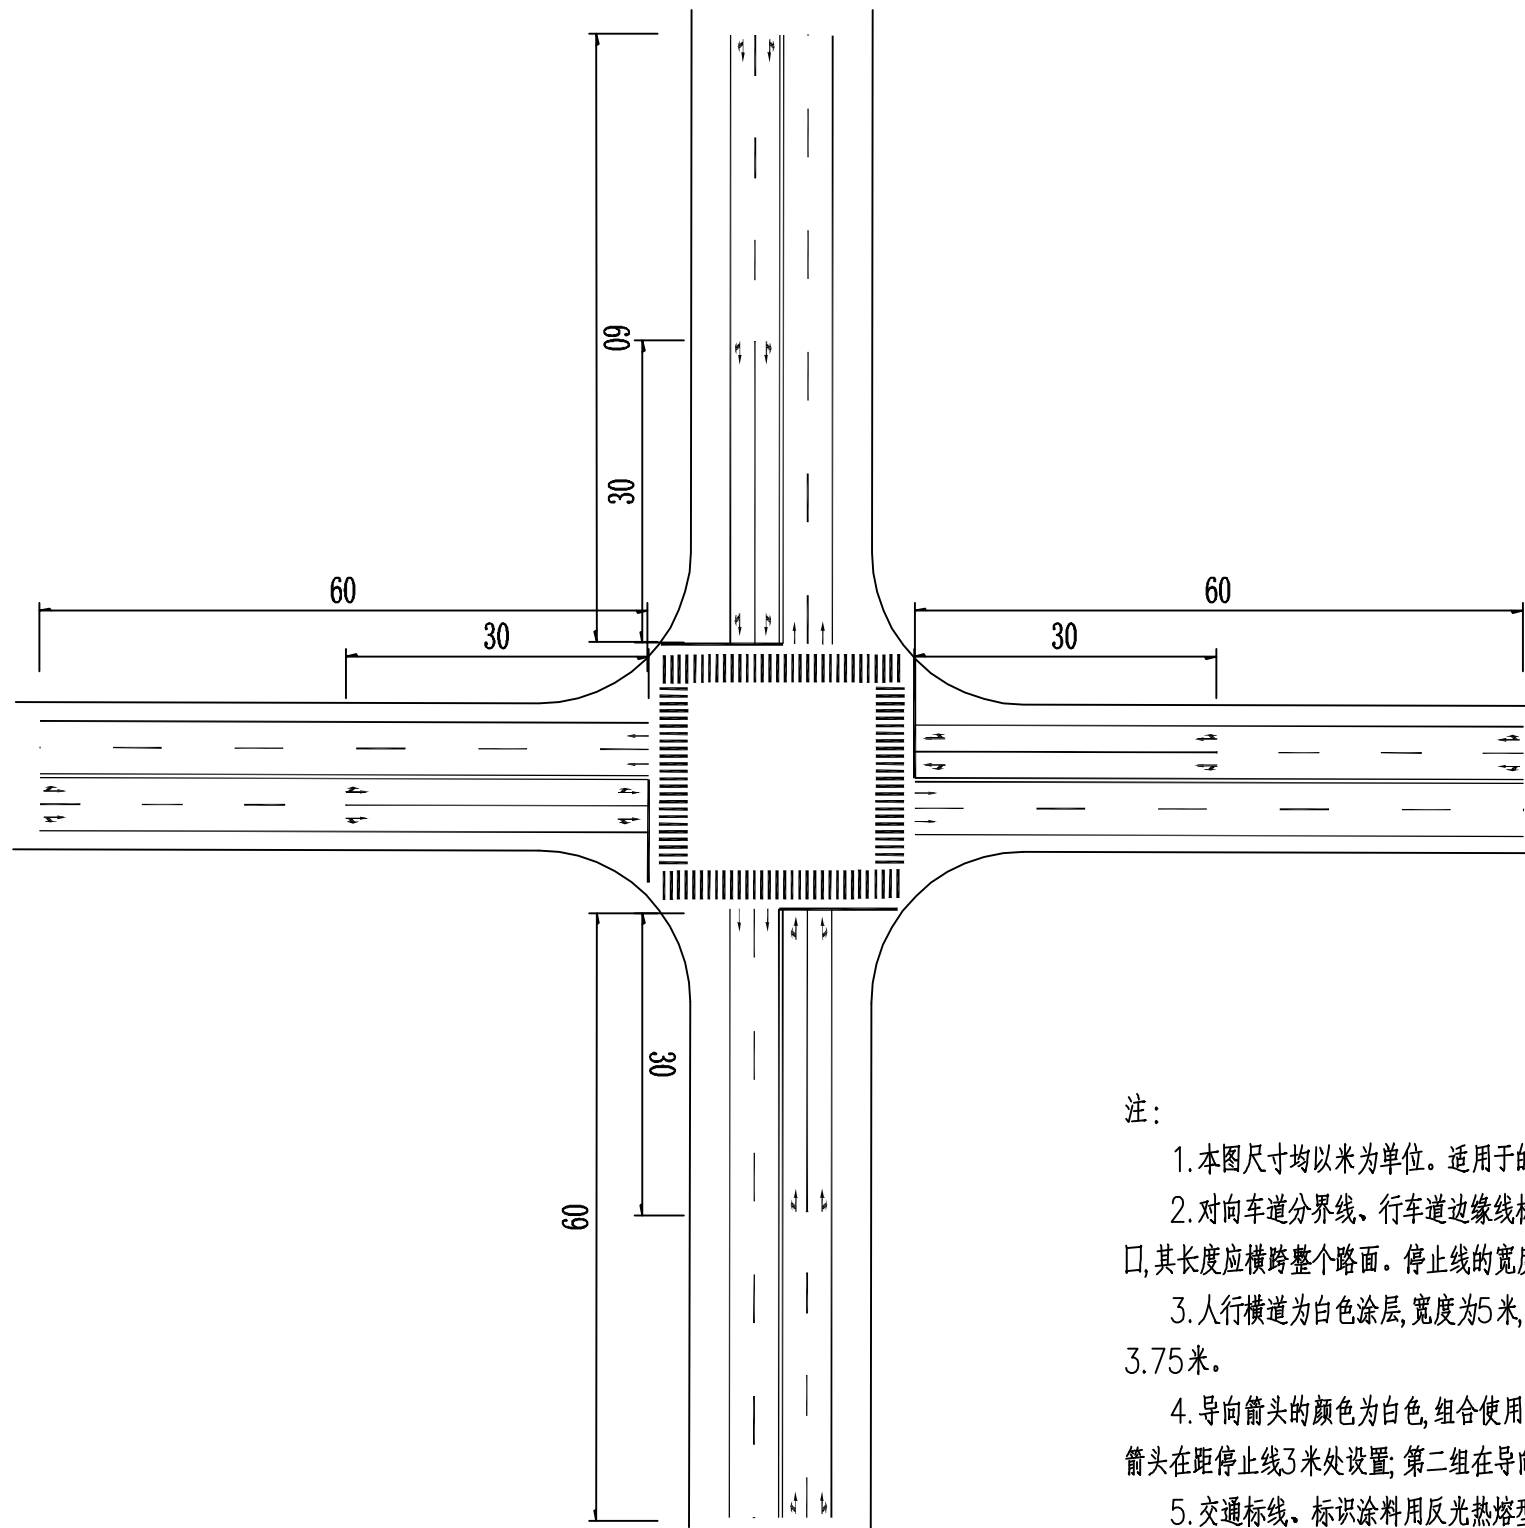 60
30
60
30
60
30
30
60
注:
1.本图尺寸均以米为单位。适用于的
2.对向车道分界线、行车道边缘线标
口,其长度应横跨整个路面。停止线的宽度
3.人行横道为白色涂层,宽度为5米,
3.75米。
4.导向箭头的颜色为白色,组合使用
箭头在距停止线3米处设置;第二组在导向
5.交通标线、标识涂料用反光热熔型